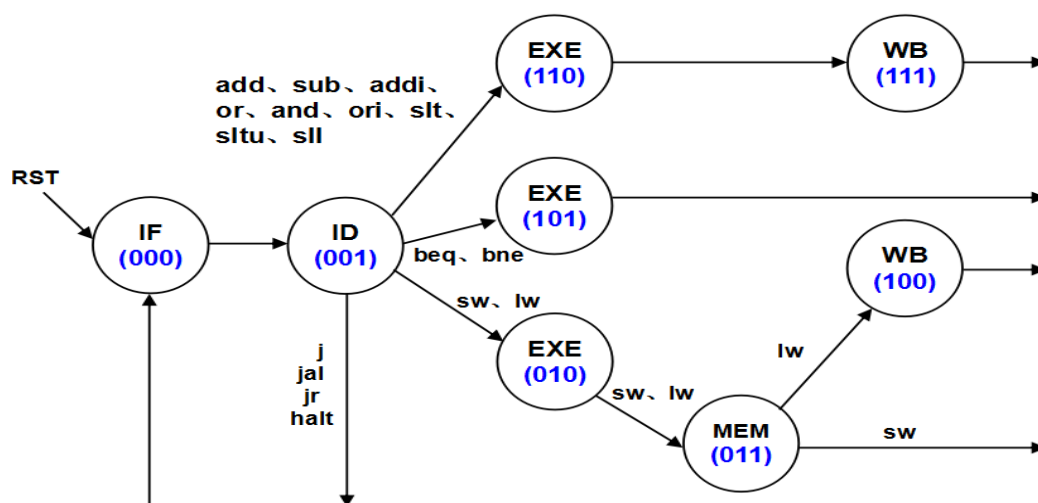 EXE
(110)
WB
(111)
add、sub、addi、
or、and、ori、slt、
sltu、sll
RST
IF
(000)
ID
(001)
EXE
(101)
beq、bne
WB
(100)
sw、lw
EXE
(010)
j
jal
jr
halt
sw、lw
lw
MEM
(011)
sw